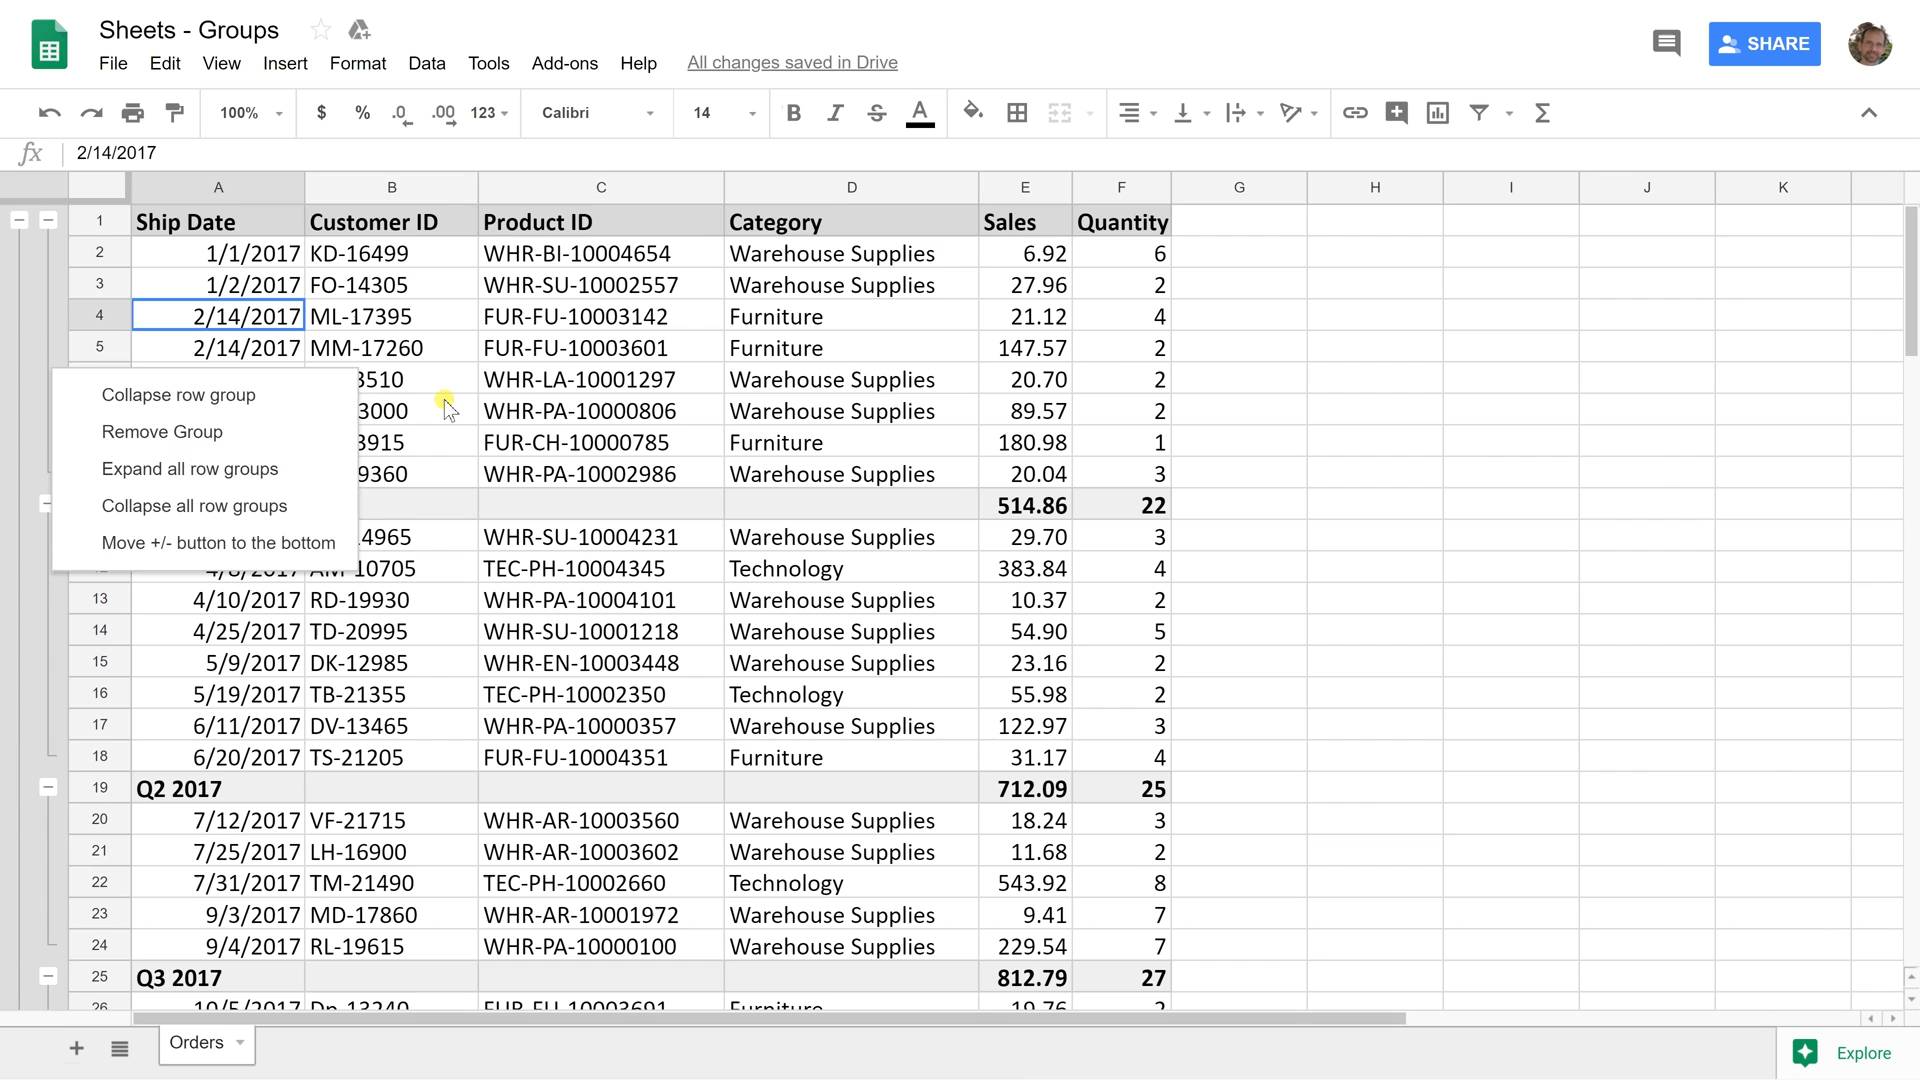 Sheets - Groups
File Edit View Insert Format Data Tools Add-ons Help All changes saved in Drive
SHARE
100% $ % .0 .00 123 Calibri 14 B I S A
fx 2/14/2017
A B C D E F G H I J K
1 Ship Date Customer ID Product ID Category Sales Quantity
2 1/1/2017 KD-16499 WHR-BI-10004654 Warehouse Supplies 6.92 6
3 1/2/2017 FO-14305 WHR-SU-10002557 Warehouse Supplies 27.96 2
4 2/14/2017 ML-17395 FUR-FU-10003142 Furniture 21.12 4
5 2/14/2017 MM-17260 FUR-FU-10003601 Furniture 147.57 2
3510 WHR-LA-10001297 Warehouse Supplies 20.70 2
Collapse row group
3000 WHR-PA-10000806 Warehouse Supplies 89.57 2
Remove Group
3915 FUR-CH-10000785 Furniture 180.98 1
Expand all row groups
9360 WHR-PA-10002986 Warehouse Supplies 20.04 3
Collapse all row groups
514.86 22
Move +/- button to the bottom
4965 WHR-SU-10004231 Warehouse Supplies 29.70 3
10705 TEC-PH-10004345 Technology 383.84 4
13 4/10/2017 RD-19930 WHR-PA-10004101 Warehouse Supplies 10.37 2
14 4/25/2017 TD-20995 WHR-SU-10001218 Warehouse Supplies 54.90 5
15 5/9/2017 DK-12985 WHR-EN-10003448 Warehouse Supplies 23.16 2
16 5/19/2017 TB-21355 TEC-PH-10002350 Technology 55.98 2
17 6/11/2017 DV-13465 WHR-PA-10000357 Warehouse Supplies 122.97 3
18 6/20/2017 TS-21205 FUR-FU-10004351 Furniture 31.17 4
19 Q2 2017 712.09 25
20 7/12/2017 VF-21715 WHR-AR-10003560 Warehouse Supplies 18.24 3
21 7/25/2017 LH-16900 WHR-AR-10003602 Warehouse Supplies 11.68 2
22 7/31/2017 TM-21490 TEC-PH-10002660 Technology 543.92 8
23 9/3/2017 MD-17860 WHR-AR-10001972 Warehouse Supplies 9.41 7
24 9/4/2017 RL-19615 WHR-PA-10000100 Warehouse Supplies 229.54 7
25 Q3 2017 812.79 27
26 10/5/2017 Dp-13240 FUR-FU-10003691 Furniture 19.76 2
Orders
Explore